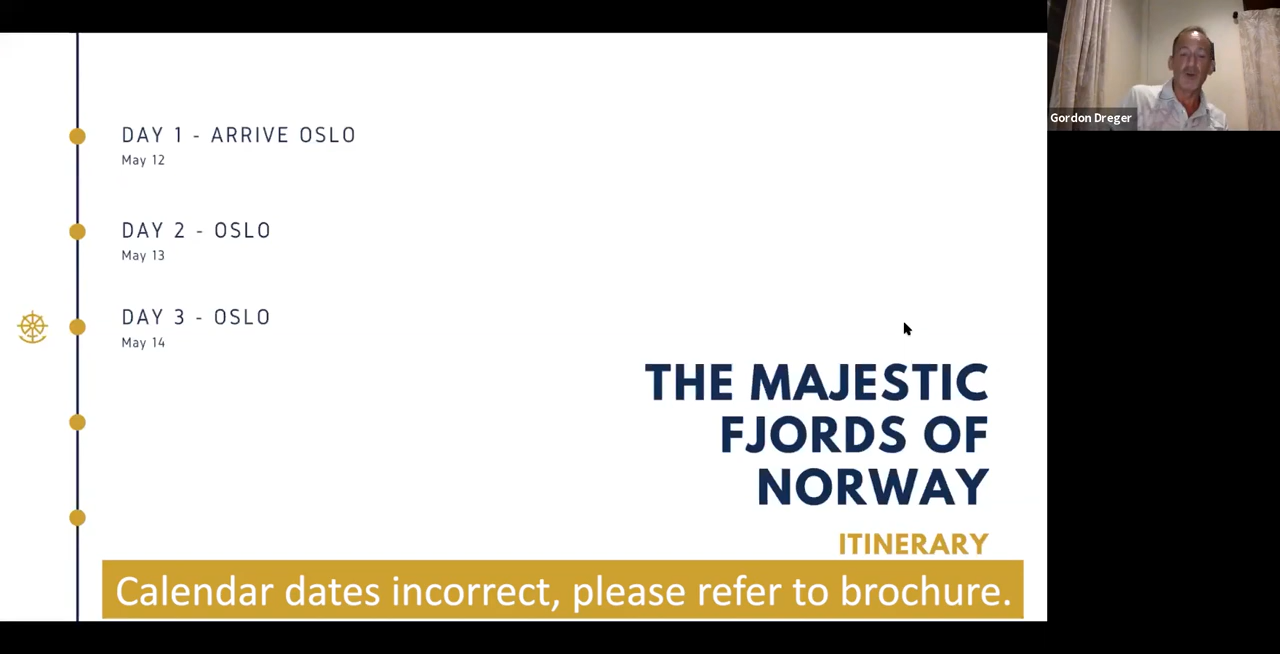 DAY 1 - ARRIVE OSLO
May 12
DAY 2 - OSLO
May 13
DAY 3 - OSLO
May 14
THE MAJESTIC
FJORDS OF
NORWAY
ITINERARY
Calendar dates incorrect, please refer to brochure.
Gordon Dreger